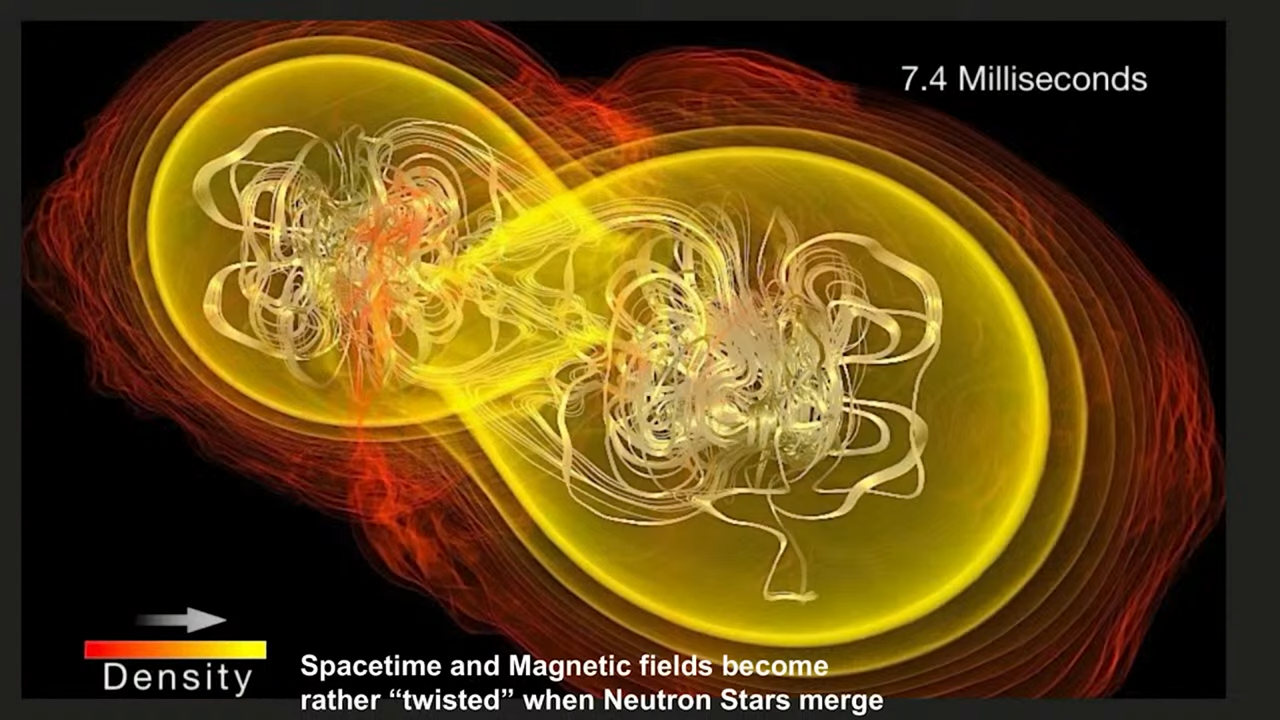 7.4 Milliseconds
Density
Spacetime and Magnetic fields become
rather “twisted” when Neutron Stars merge